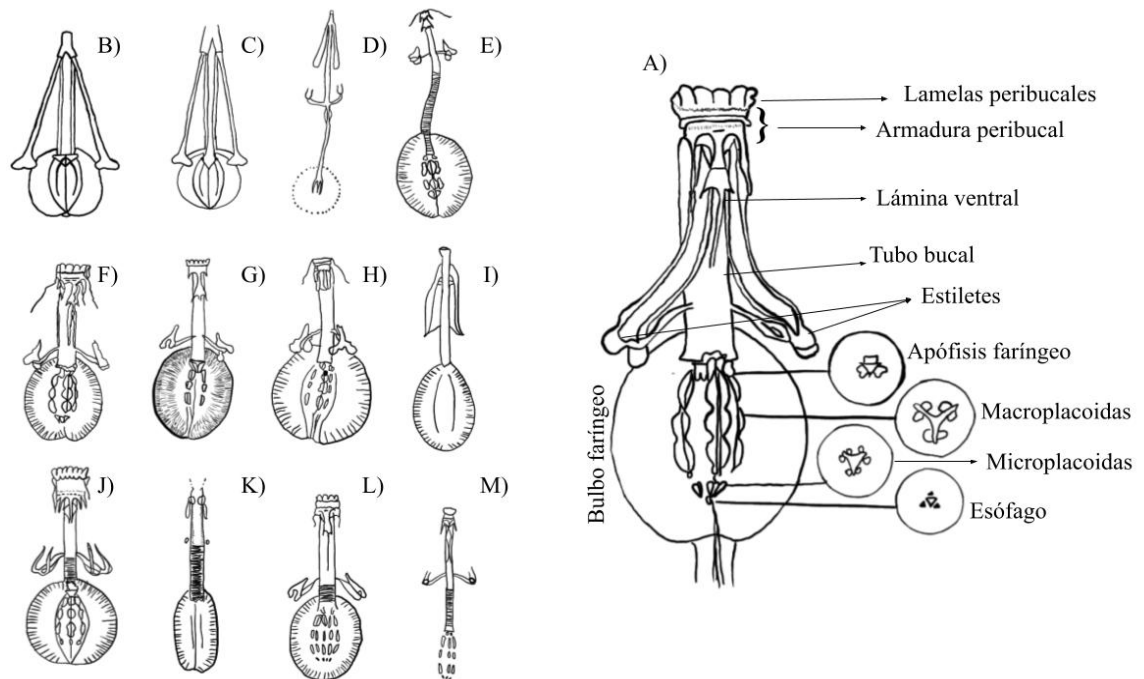 B)
C)
D)
E)
F)
G)
H)
I)
J)
K)
L)
M)
A)
Lamelas peribucales
Armadura peribucal
Lámina ventral
Tubo bucal
Estiletes
Apófisis faríngeo
Macroplacoidas
Microplacoidas
Esófago
Bulbo faríngeo